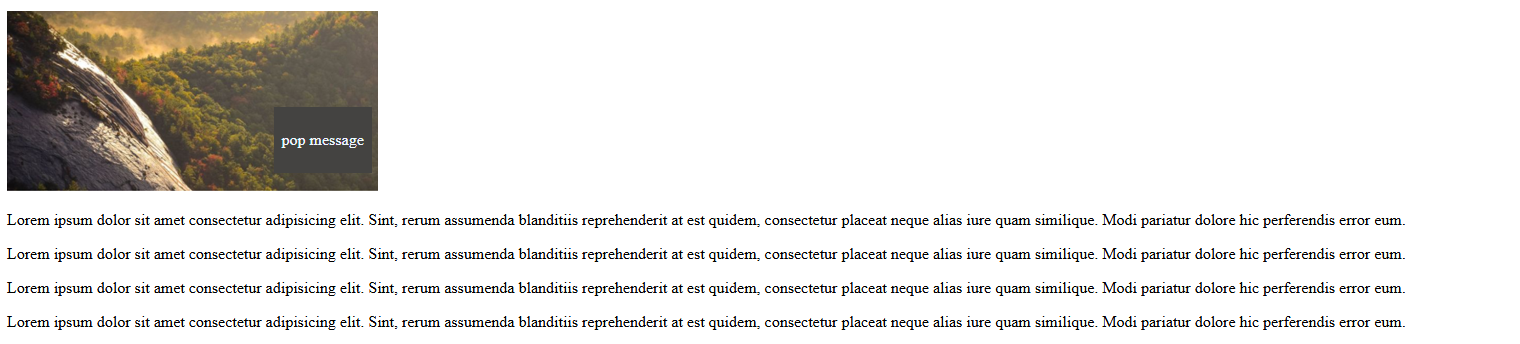 pop message
Lorem ipsum dolor sit amet consectetur adipisicing elit. Sint, rerum assumenda blanditiis reprehenderit at est quidem, consectetur placeat neque alias iure quam similique. Modi pariatur dolore hic perferendis error eum.
Lorem ipsum dolor sit amet consectetur adipisicing elit. Sint, rerum assumenda blanditiis reprehenderit at est quidem, consectetur placeat neque alias iure quam similique. Modi pariatur dolore hic perferendis error eum.
Lorem ipsum dolor sit amet consectetur adipisicing elit. Sint, rerum assumenda blanditiis reprehenderit at est quidem, consectetur placeat neque alias iure quam similique. Modi pariatur dolore hic perferendis error eum.
Lorem ipsum dolor sit amet consectetur adipisicing elit. Sint, rerum assumenda blanditiis reprehenderit at est quidem, consectetur placeat neque alias iure quam similique. Modi pariatur dolore hic perferendis error eum.